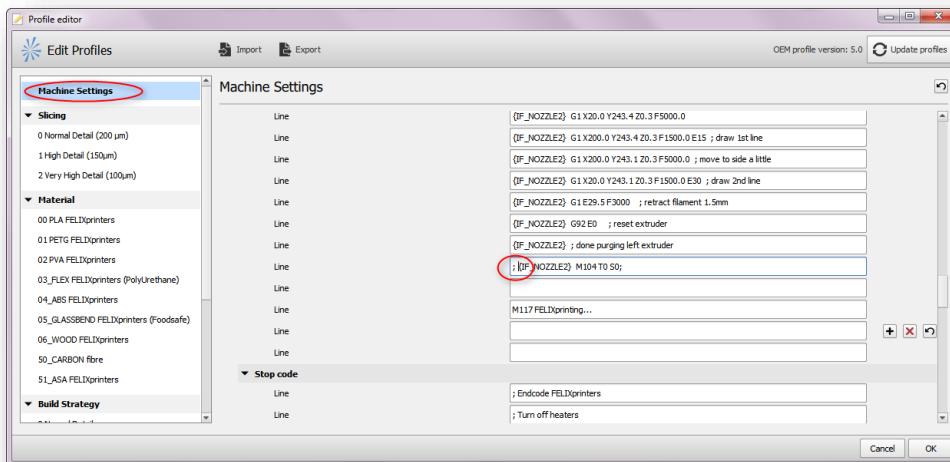 Profile editor
Edit Profiles
Import
Export
OEM profile version: 5.0
Update profiles
Machine Settings
Slicing
0 Normal Detail (200 µm)
1 High Detail (150µm)
2 Very High Detail (100µm)
Material
00 PLA FELIXprinters
01 PETG FELIXprinters
02 PVA FELIXprinters
03_FLEX FELIXprinters (PolyUrethane)
04_ABS FELIXprinters
05_GLASSBEND FELIXprinters (Foodsafe)
06_WOOD FELIXprinters
50_CARBON fibre
51_ASA FELIXprinters
Build Strategy
Machine Settings
Line {IF_NOZZLE2} G1 X20.0 Y243.4 Z0.3 F5000.0
Line {IF_NOZZLE2} G1 X200.0 Y243.4 Z0.3 F1500.0 E15 ; draw 1st line
Line {IF_NOZZLE2} G1 X200.0 Y243.1 Z0.3 F5000.0 ; move to side a little
Line {IF_NOZZLE2} G1 X20.0 Y243.1 Z0.3 F1500.0 E30 ; draw 2nd line
Line {IF_NOZZLE2} G1 E29.5 F3000 ; retract filament 1.5mm
Line {IF_NOZZLE2} G92 E0 ; reset extruder
Line {IF_NOZZLE2} ; done purging left extruder
Line ; {IF_NOZZLE2} M104 T0 S0;
Line
Line M117 FELIXprinting...
Line
Line
Stop code
Line ; Endcode FELIXprinters
Line ; Turn off heaters
Cancel
OK